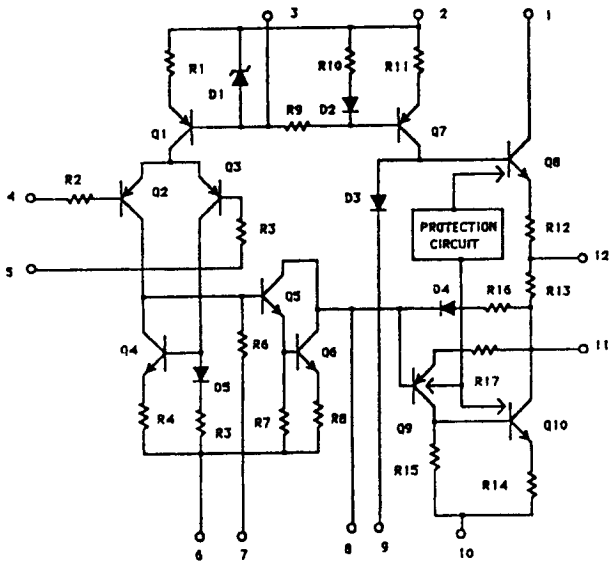 3
2
1
R1
D1
R10
R11
R9
D2
Q1
Q7
Q8
4
R2
Q2
Q3
D3
R3
PROTECTION
CIRCUIT
R12
12
5
D4
R16
R13
Q5
Q4
R6
Q6
11
D5
R17
R4
R3
R7
R8
Q9
Q10
R15
R14
6
7
8
9
10